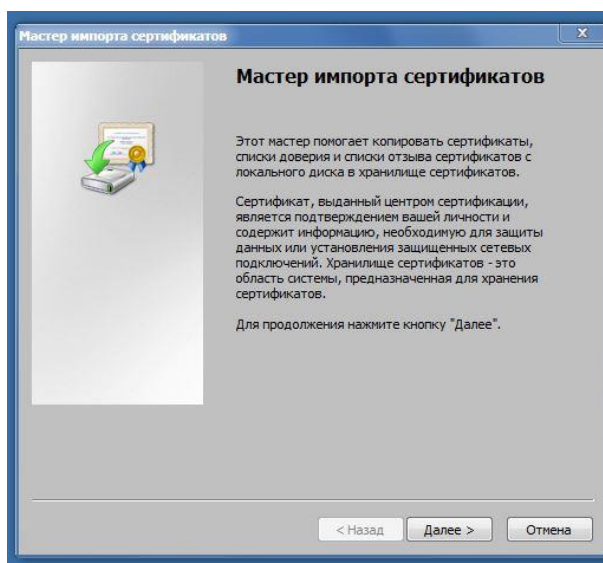 Мастер импорта сертификатов
x
Мастер импорта сертификатов
Этот мастер помогает копировать сертификаты,
списки доверия и списки отзыва сертификатов с
локального диска в хранилище сертификатов.
Сертификат, выданный центром сертификации,
является подтверждением вашей личности и
содержит информацию, необходимую для защиты
данных или установления защищенных сетевых
подключений. Хранилище сертификатов - это
область системы, предназначенная для хранения
сертификатов.
Для продолжения нажмите кнопку "Далее".
< Назад Далее > Отмена